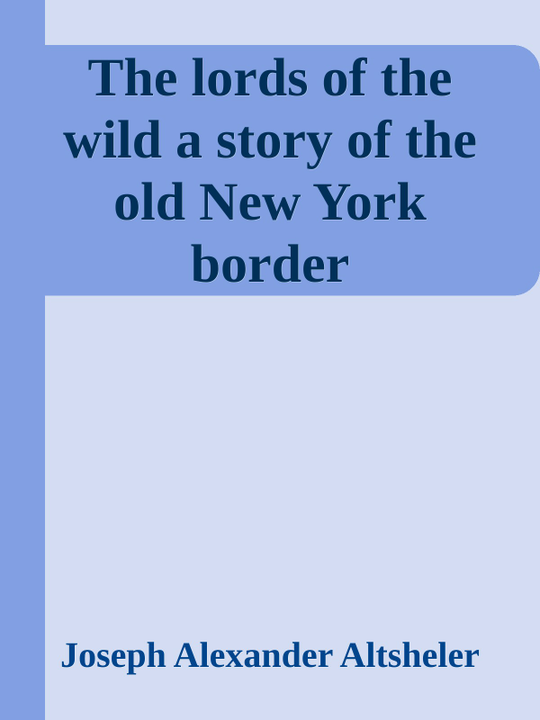 The lords of the
wild a story of the
old New York
border
Joseph Alexander Altsheler